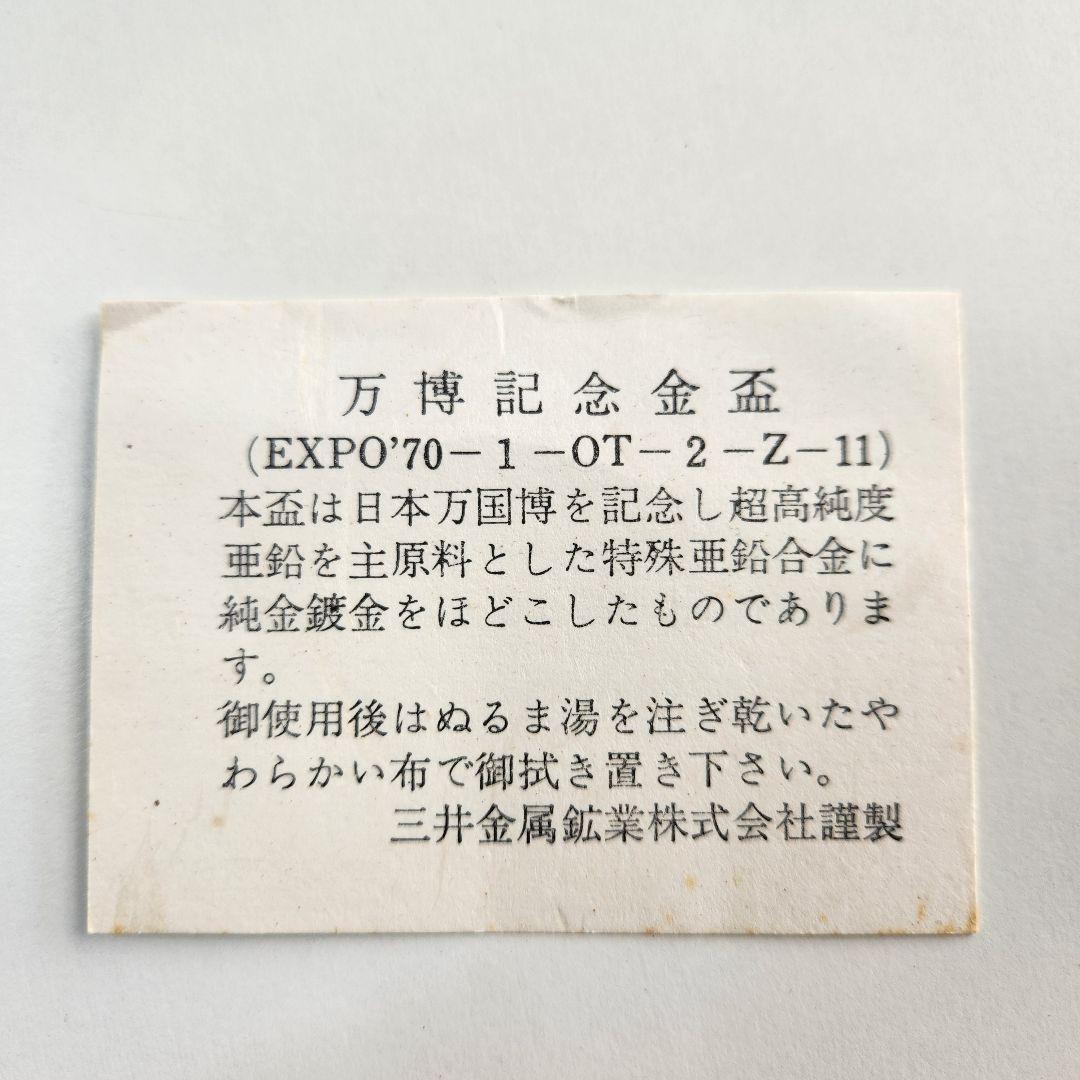 万博記念金盃
(EXPO'70-1-OT-2-Z-11)
本盃は日本万国博を記念し超高純度
亜鉛を主原料とした特殊亜鉛合金に
純金鍍金をほどこしたものでありま
す。
御使用後はぬるま湯を注ぎ乾いたや
わらかい布で御拭き置き下さい。
三井金属鉱業株式会社謹製